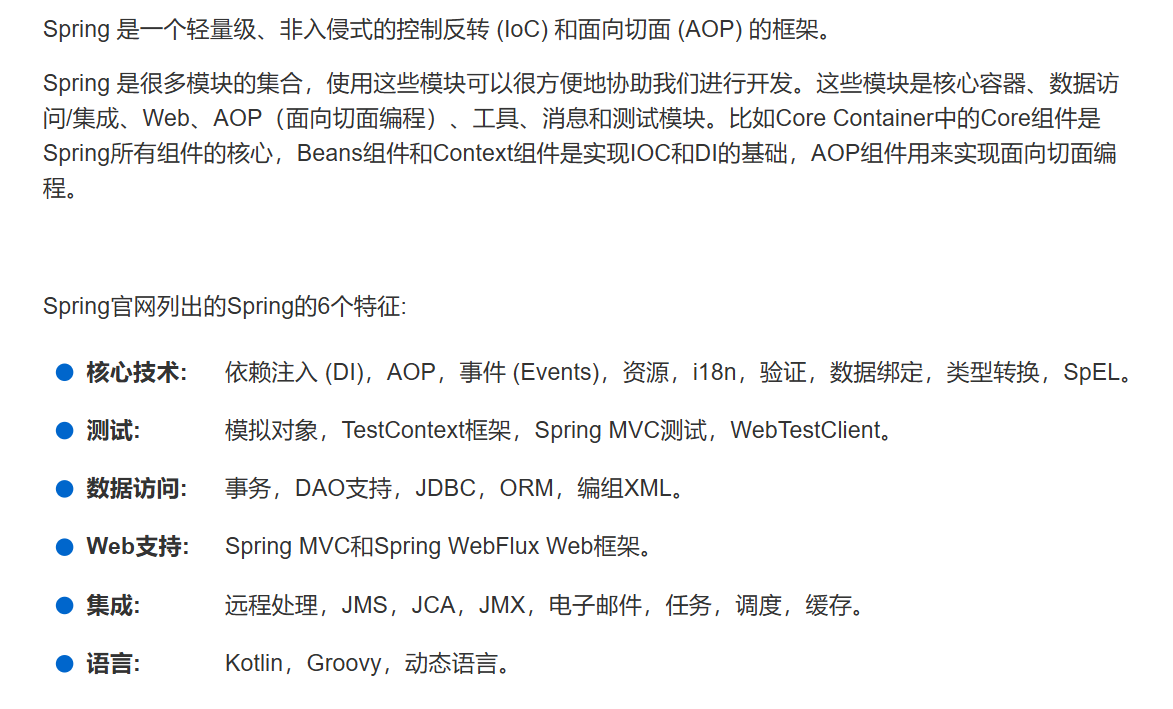 Spring 是一个轻量级、非入侵式的控制反转 (IoC) 和面向切面 (AOP) 的框架。
Spring 是很多模块的集合，使用这些模块可以很方便地协助我们进行开发。这些模块是核心容器、数据访
问/集成、Web、AOP（面向切面编程）、工具、消息和测试模块。比如Core Container中的Core组件是
Spring所有组件的核心，Beans组件和Context组件是实现IOC和DI的基础，AOP组件用来实现面向切面编
程。
Spring官网列出的Spring的6个特征:
核心技术: 依赖注入 (DI)，AOP，事件 (Events)，资源，i18n，验证，数据绑定，类型转换，SpEL。
测试: 模拟对象，TestContext框架，Spring MVC测试，WebTestClient。
数据访问: 事务，DAO支持，JDBC，ORM，编组XML。
Web支持: Spring MVC和Spring WebFlux Web框架。
集成: 远程处理，JMS，JCA，JMX，电子邮件，任务，调度，缓存。
语言: Kotlin，Groovy，动态语言。